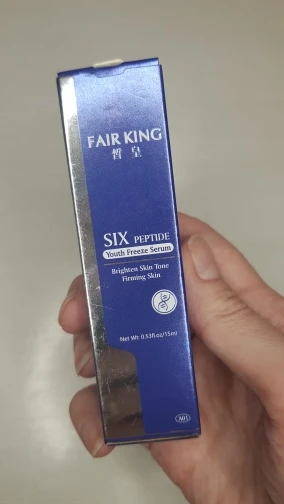 FAIR KING
皙皇
SIX PEPTIDE
Youth Freeze Serum
Brighten Skin Tone
Firming Skin
Net Wt: 0.53fl.oz/15ml
A01